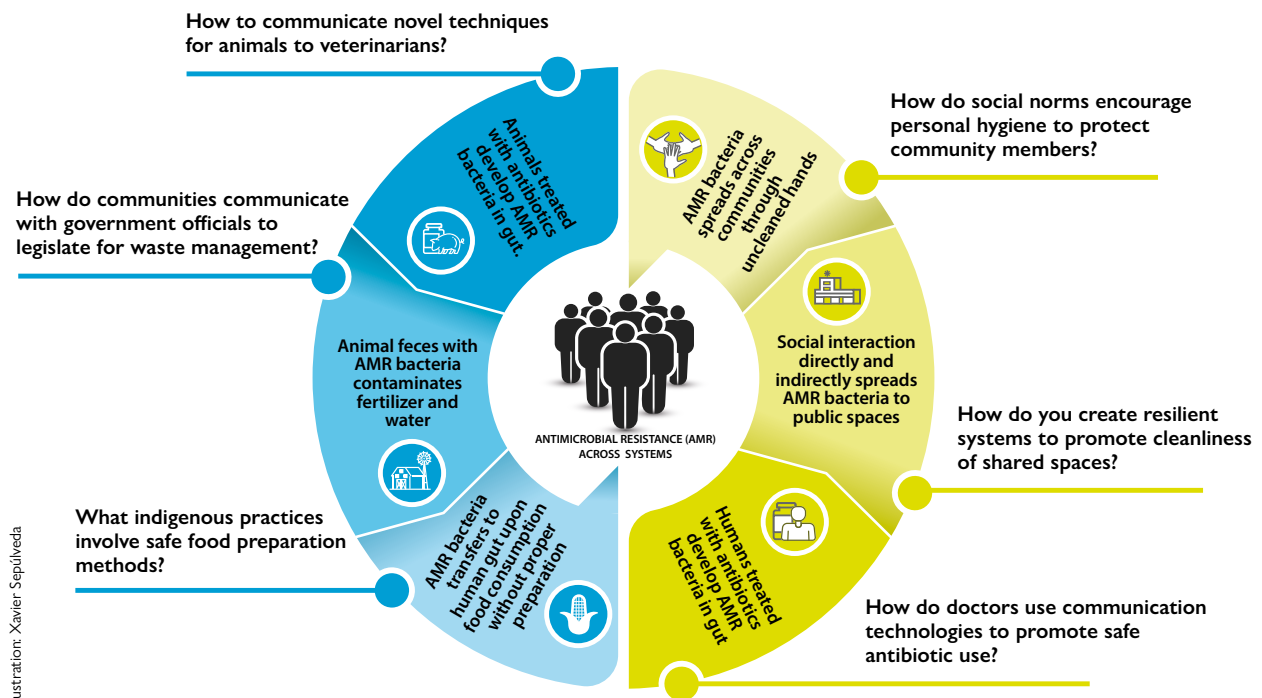 How to communicate novel techniques
for animals to veterinarians?
Animals treated
with antibiotics
develop AMR
bacteria in gut.
How do communities communicate
with government officials to
legislate for waste management?
Animal feces with
AMR bacteria
contaminates
fertilizer and
water
What indigenous practices
involve safe food preparation
methods?
AMR bacteria
transfers to
human gut upon
food consumption
without proper
preparation
ANTIMICROBIAL RESISTANCE (AMR)
ACROSS SYSTEMS
AMR bacteria
spreads across
communities
through
uncleaned hands
How do social norms encourage
personal hygiene to protect
community members?
Social interaction
directly and
indirectly spreads
AMR bacteria to
public spaces
How do you create resilient
systems to promote cleanliness
of shared spaces?
Humans treated
with antibiotics
develop AMR
bacteria in gut
How do doctors use communication
technologies to promote safe
antibiotic use?
ustration: Xavier Sepúlveda